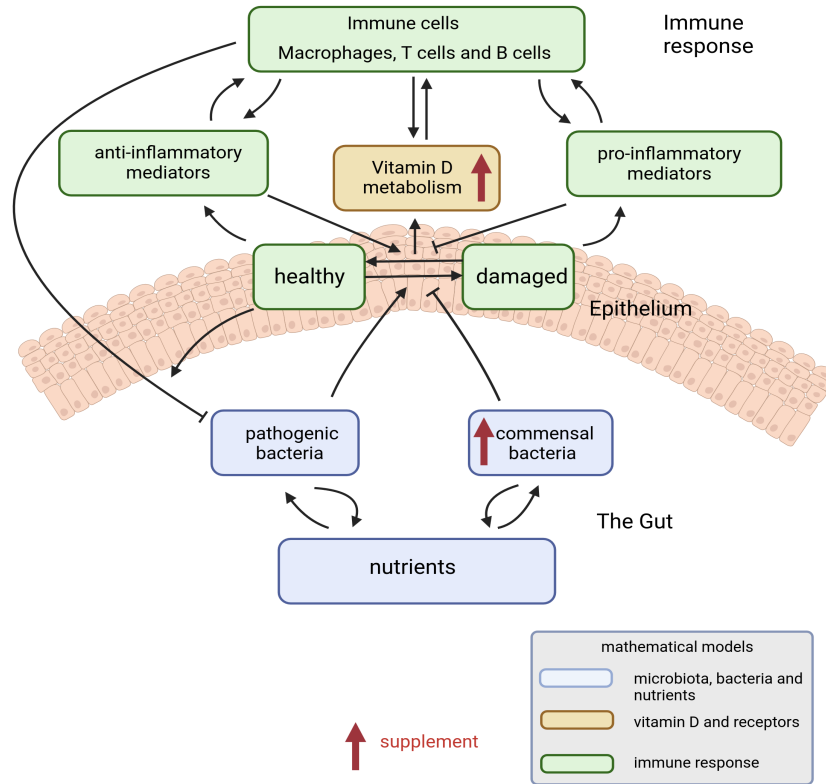 Immune cells
Macrophages, T cells and B cells
Immune
response
anti-inflammatory
mediators
Vitamin D
metabolism
pro-inflammatory
mediators
healthy
damaged
Epithelium
pathogenic
bacteria
commensal
bacteria
The Gut
nutrients
mathematical models
microbiota, bacteria and
nutrients
vitamin D and receptors
immune response
supplement